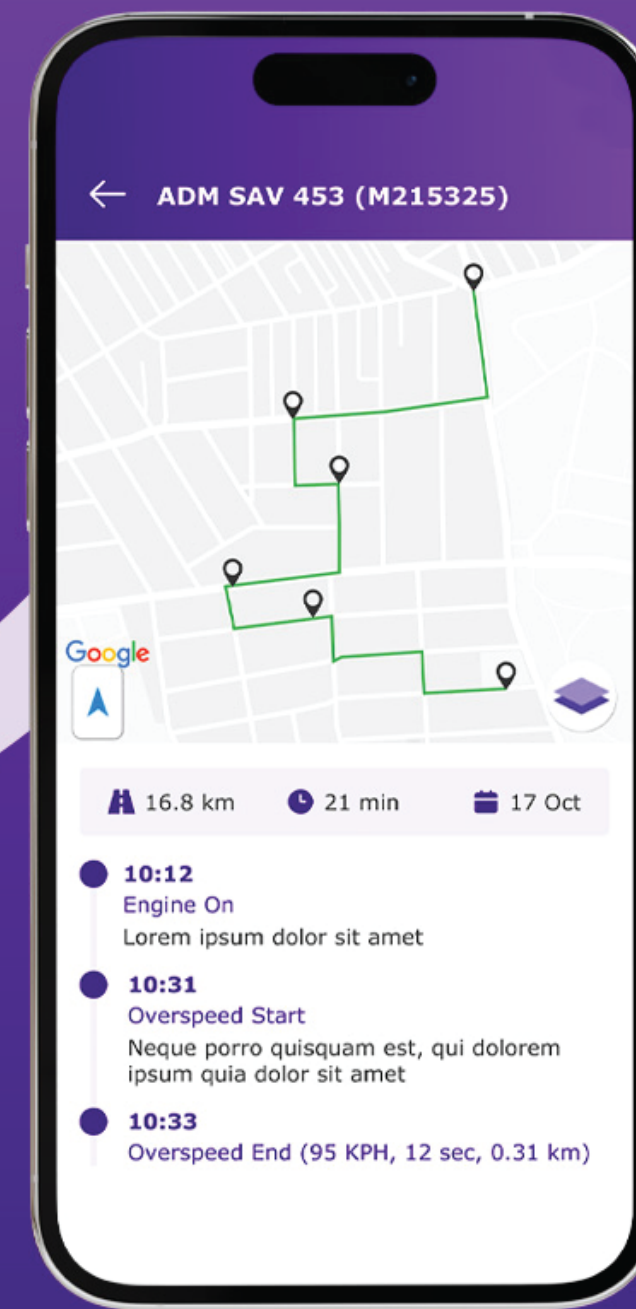 ADM SAV 453 (M215325)
Google
16.8 km 21 min 17 Oct
10:12
Engine On
Lorem ipsum dolor sit amet
10:31
Overspeed Start
Neque porro quisquam est, qui dolorem
ipsum quia dolor sit amet
10:33
Overspeed End (95 KPH, 12 sec, 0.31 km)